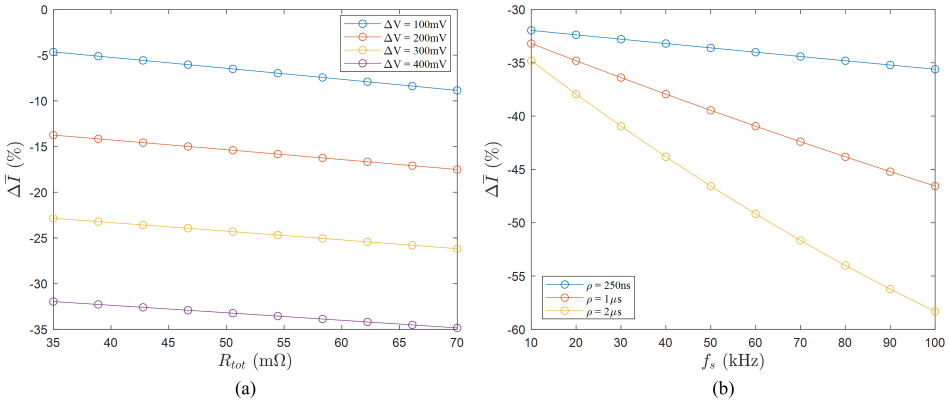 0
-5
-10
-15
-20
-25
-30
-35
35 40 45 50 55 60 65 70
ΔI̅ (%)
R_tot (mΩ)
ΔV = 100mV
ΔV = 200mV
ΔV = 300mV
ΔV = 400mV
(a)
-30
-35
-40
-45
-50
-55
-60
10 20 30 40 50 60 70 80 90 100
ΔI̅ (%)
f_s (kHz)
ρ = 250ns
ρ = 1μs
ρ = 2μs
(b)